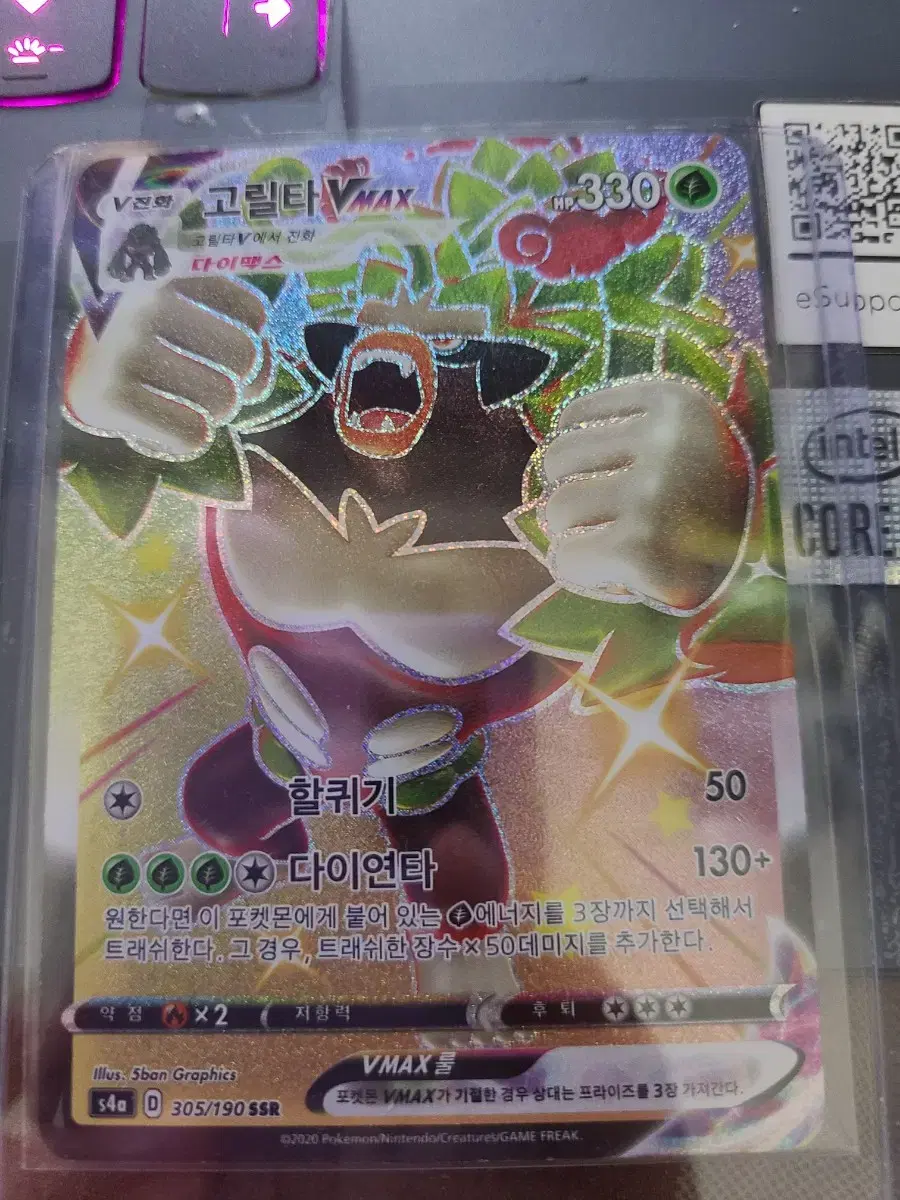 V진화
고릴타 VMAX
HP 330
고릴타V에서 진화
다이맥스
할퀴기 50
다이연타 130+
원한다면 이 포켓몬에게 붙어 있는 에너지를 3장까지 선택해서
트래쉬한다. 그 경우, 트래쉬한 장수×50데미지를 추가한다.
약점 ×2 저항력 후퇴
Illus. 5ban Graphics
VMAX 룰
포켓몬 VMAX가 기절한 경우 상대는 프라이즈를 3장 가져간다.
s4a D 305/190 SSR
©2020 Pokémon/Nintendo/Creatures/GAME FREAK.
eSuppo
intel
CORE